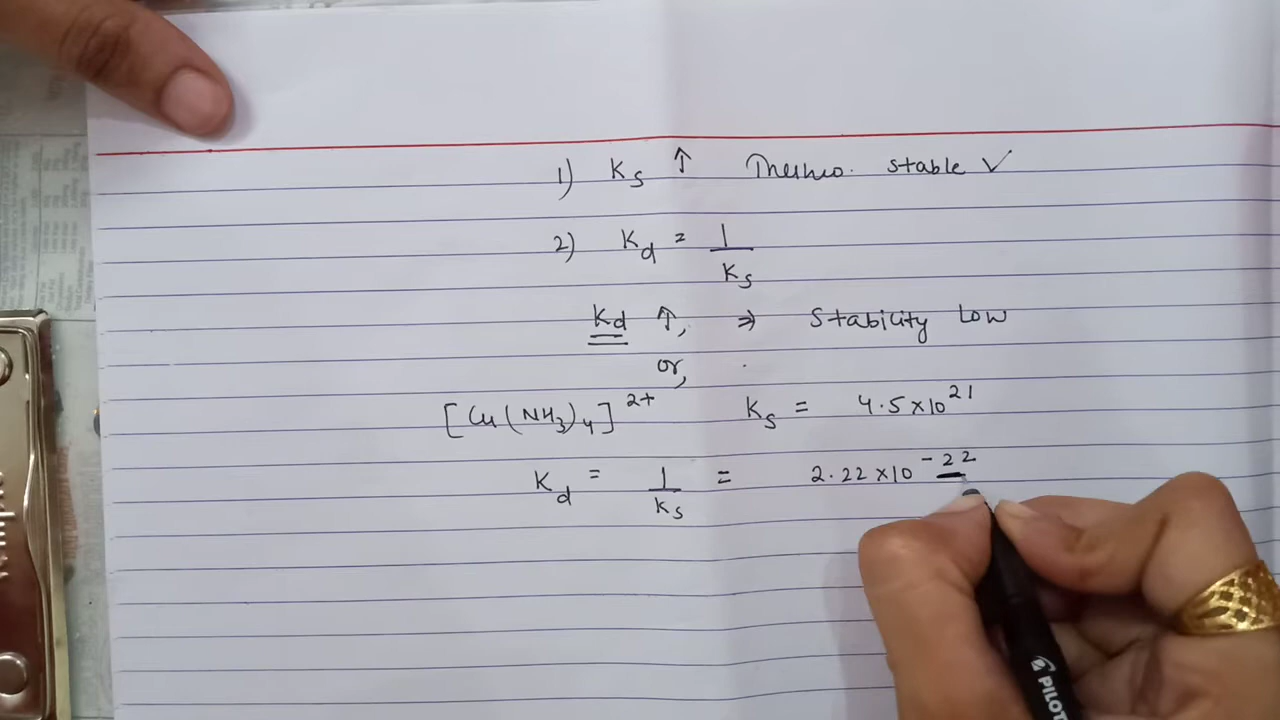 1) Ks ↑ Thermo. stable ✓
2) Kd = 1/Ks
Kd ↑, ⇒ Stability Low
or,
[Cu(NH3)4]2+ Ks = 4.5×10^21
Kd = 1/Ks = 2.22×10^-22
PILOT